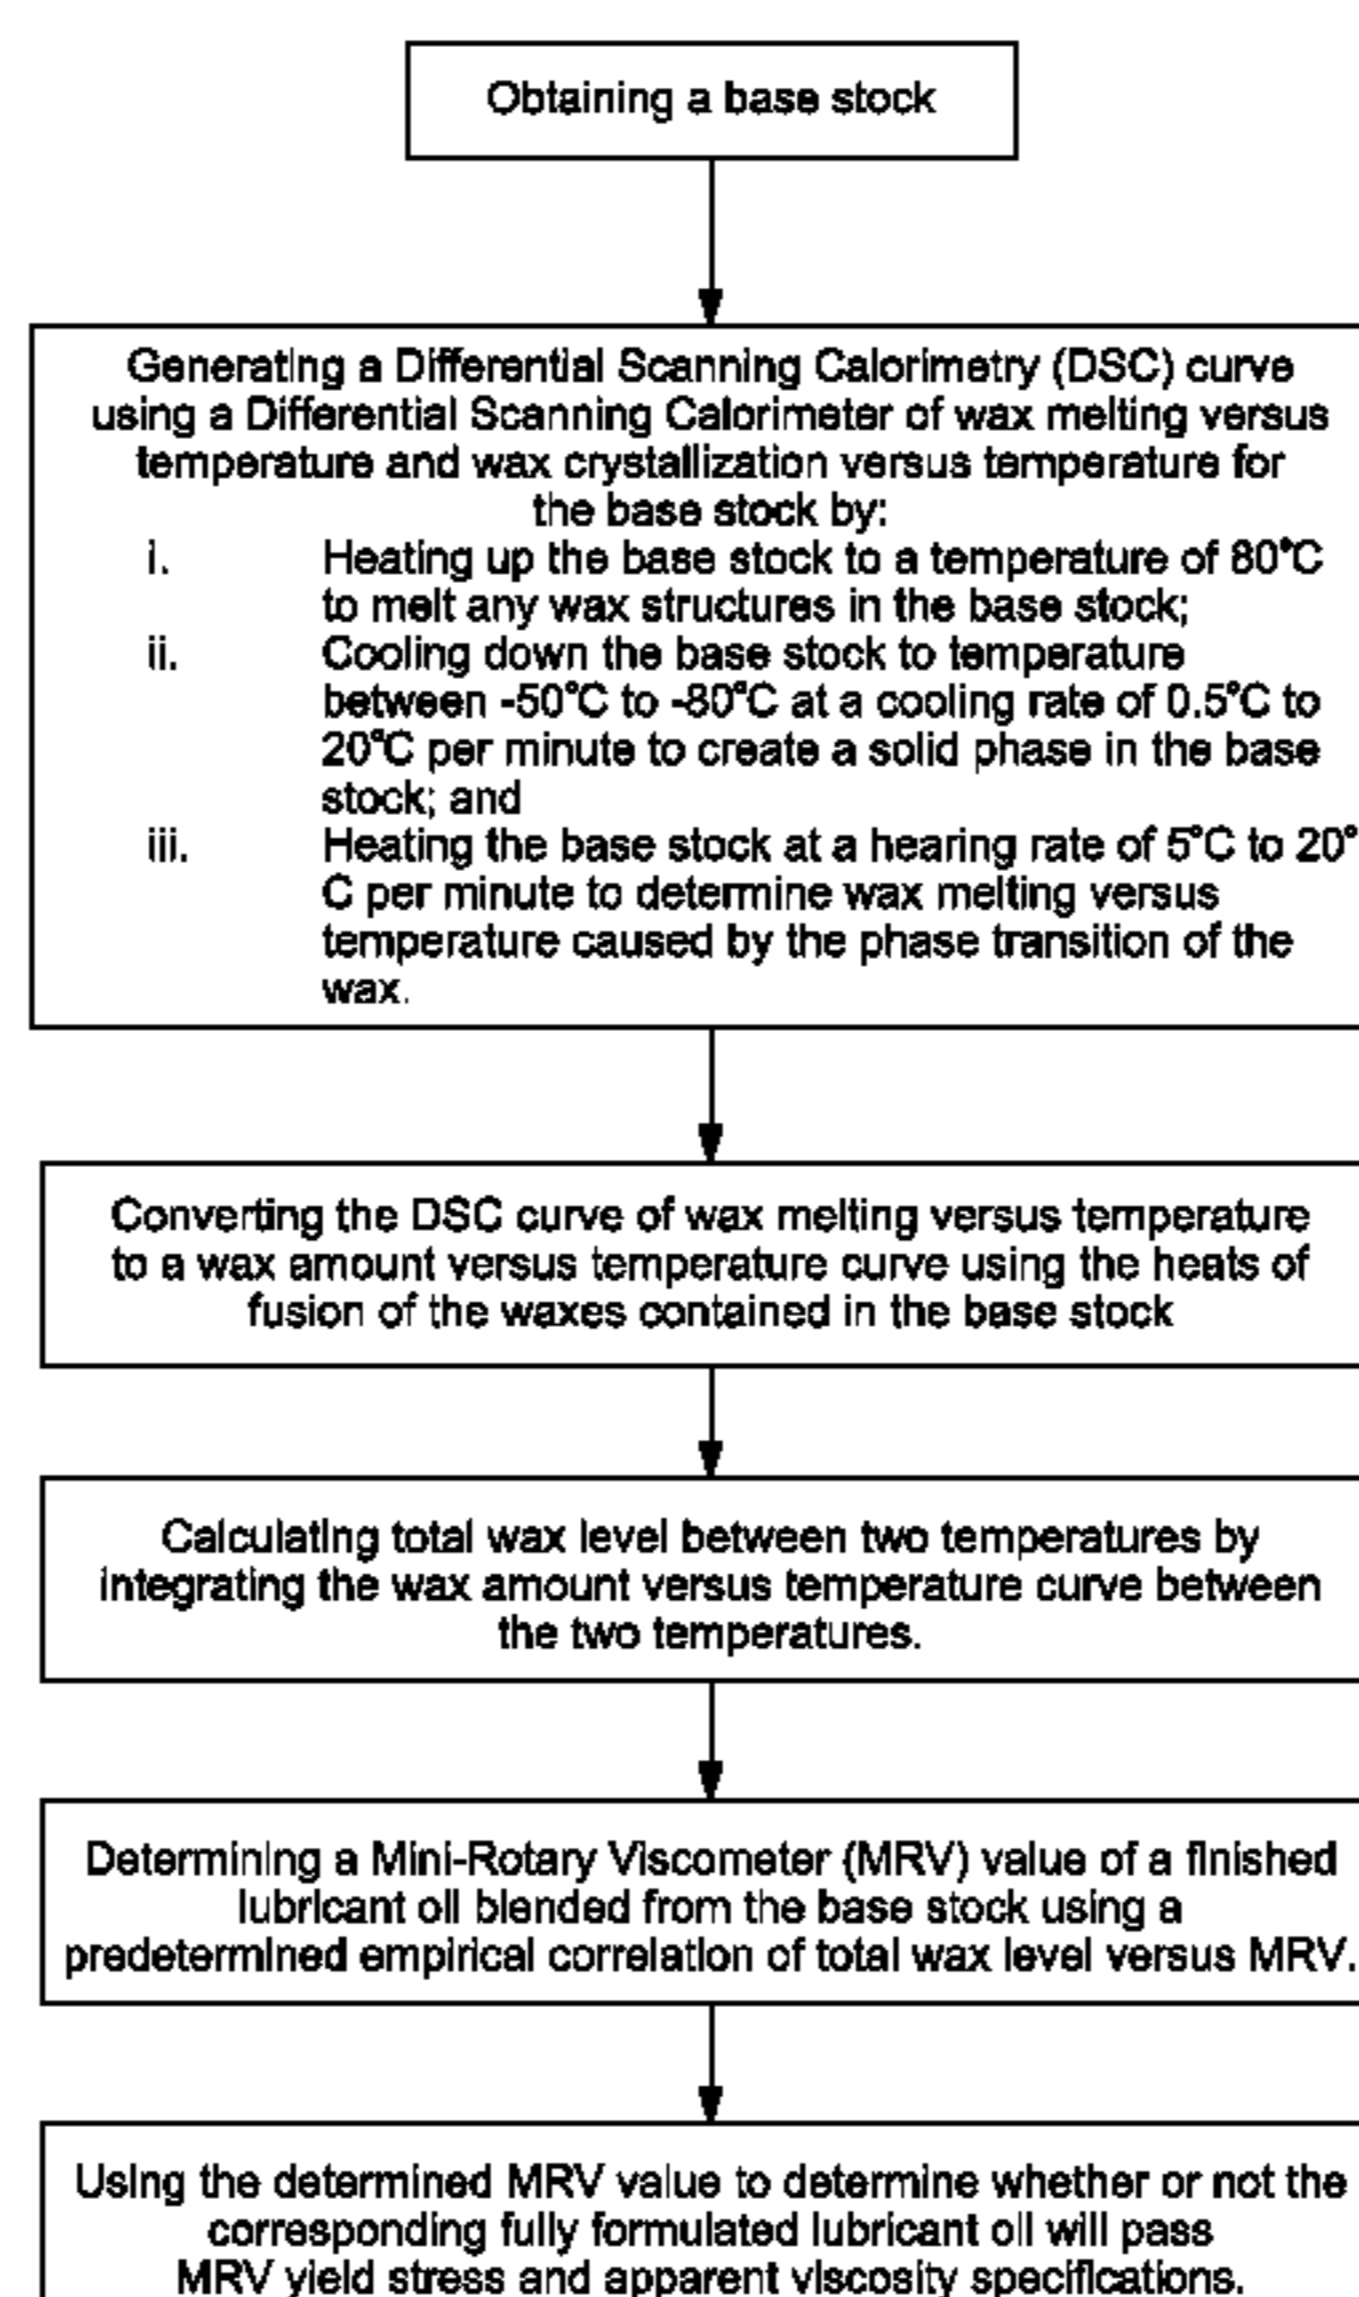 Obtaining a base stock
Generating a Differential Scanning Calorimetry (DSC) curve
using a Differential Scanning Calorimeter of wax melting versus
temperature and wax crystallization versus temperature for
the base stock by:
i. Heating up the base stock to a temperature of 80°C
to melt any wax structures in the base stock;
ii. Cooling down the base stock to temperature
between -50°C to -80°C at a cooling rate of 0.5°C to
20°C per minute to create a solid phase in the base
stock; and
iii. Heating the base stock at a hearing rate of 5°C to 20°
C per minute to determine wax melting versus
temperature caused by the phase transition of the
wax.
Converting the DSC curve of wax melting versus temperature
to a wax amount versus temperature curve using the heats of
fusion of the waxes contained in the base stock
Calculating total wax level between two temperatures by
integrating the wax amount versus temperature curve between
the two temperatures.
Determining a Mini-Rotary Viscometer (MRV) value of a finished
lubricant oil blended from the base stock using a
predetermined empirical correlation of total wax level versus MRV.
Using the determined MRV value to determine whether or not the
corresponding fully formulated lubricant oil will pass
MRV yield stress and apparent viscosity specifications.